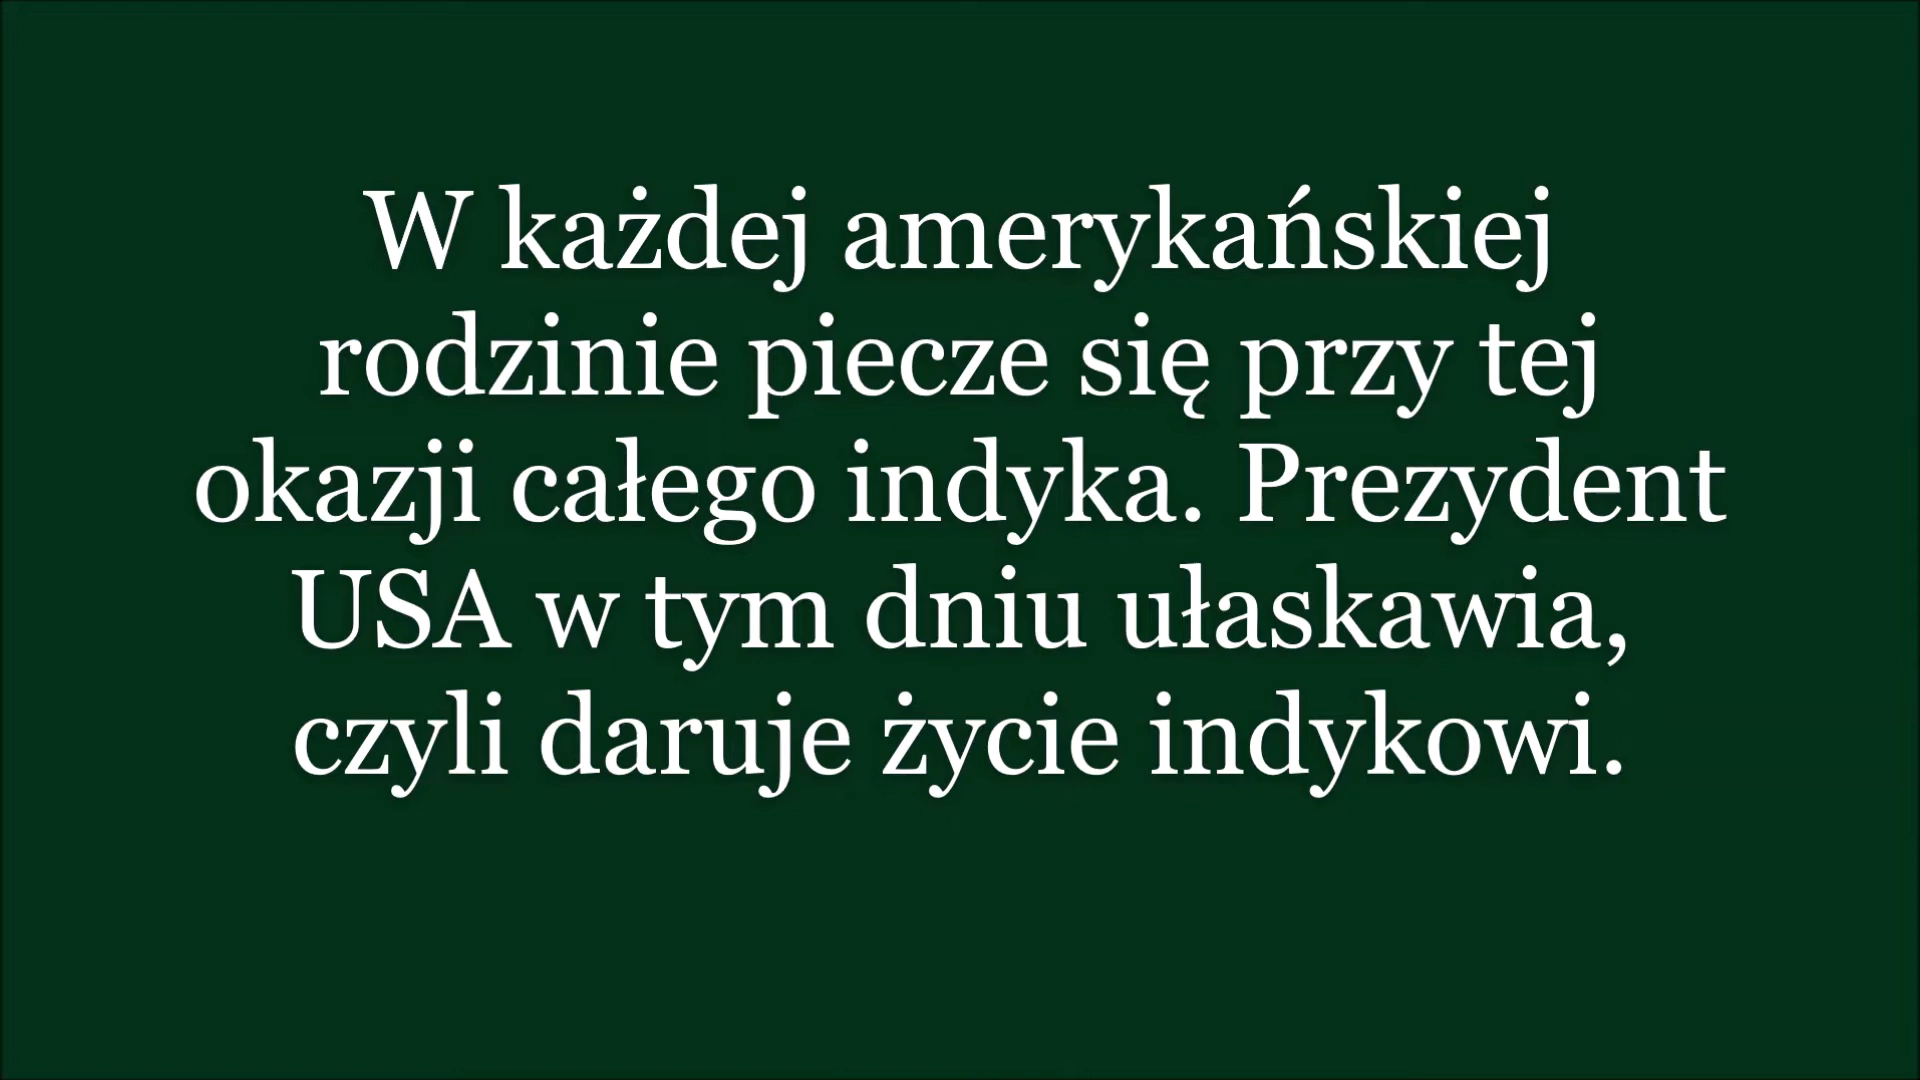 W każdej amerykańskiej
rodzinie piecze się przy tej
okazji całego indyka. Prezydent
USA w tym dniu ułaskawia,
czyli daruje życie indykowi.